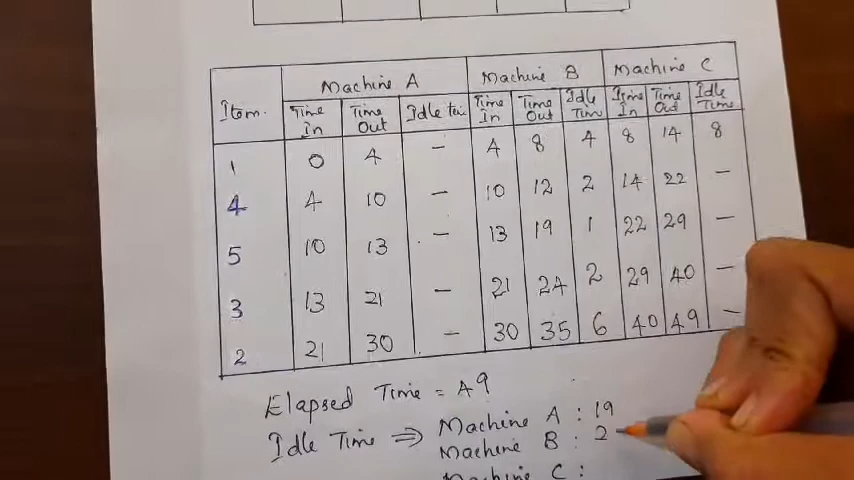 Machine A Machine B Machine C
Item. Time In Time Out Idle Time In Time Out Idle Time Time In Time Out Idle Time
1 0 4 - 4 8 4 8 14 8
4 4 10 - 10 12 2 14 22 -
5 10 13 - 13 19 1 22 29 -
3 13 21 - 21 24 2 29 40 -
2 21 30 - 30 35 6 40 49 -
Elapsed Time = 49
Idle Time ⇒ Machine A : 19
Machine B : 2
Machine C :